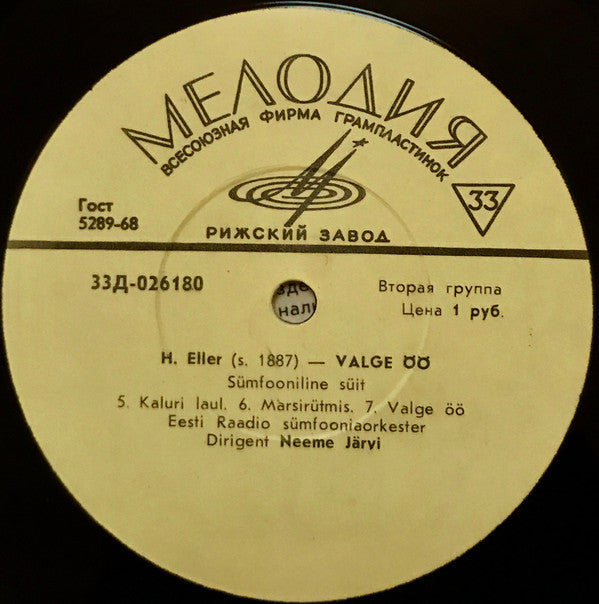 МЕЛОДИЯ
ВСЕСОЮЗНАЯ ФИРМА ГРАМПЛАСТИНОК
33
Гост
5289-68
РИЖСКИЙ ЗАВОД
33Д-026180
Вторая группа
Цена 1 руб.
H. Eller (s. 1887) — VALGE ÖÖ
Sümfooniline süit
5. Kaluri laul. 6. Marsirütmis. 7. Valge öö
Eesti Raadio sümfooniaorkester
Dirigent Neeme Järvi